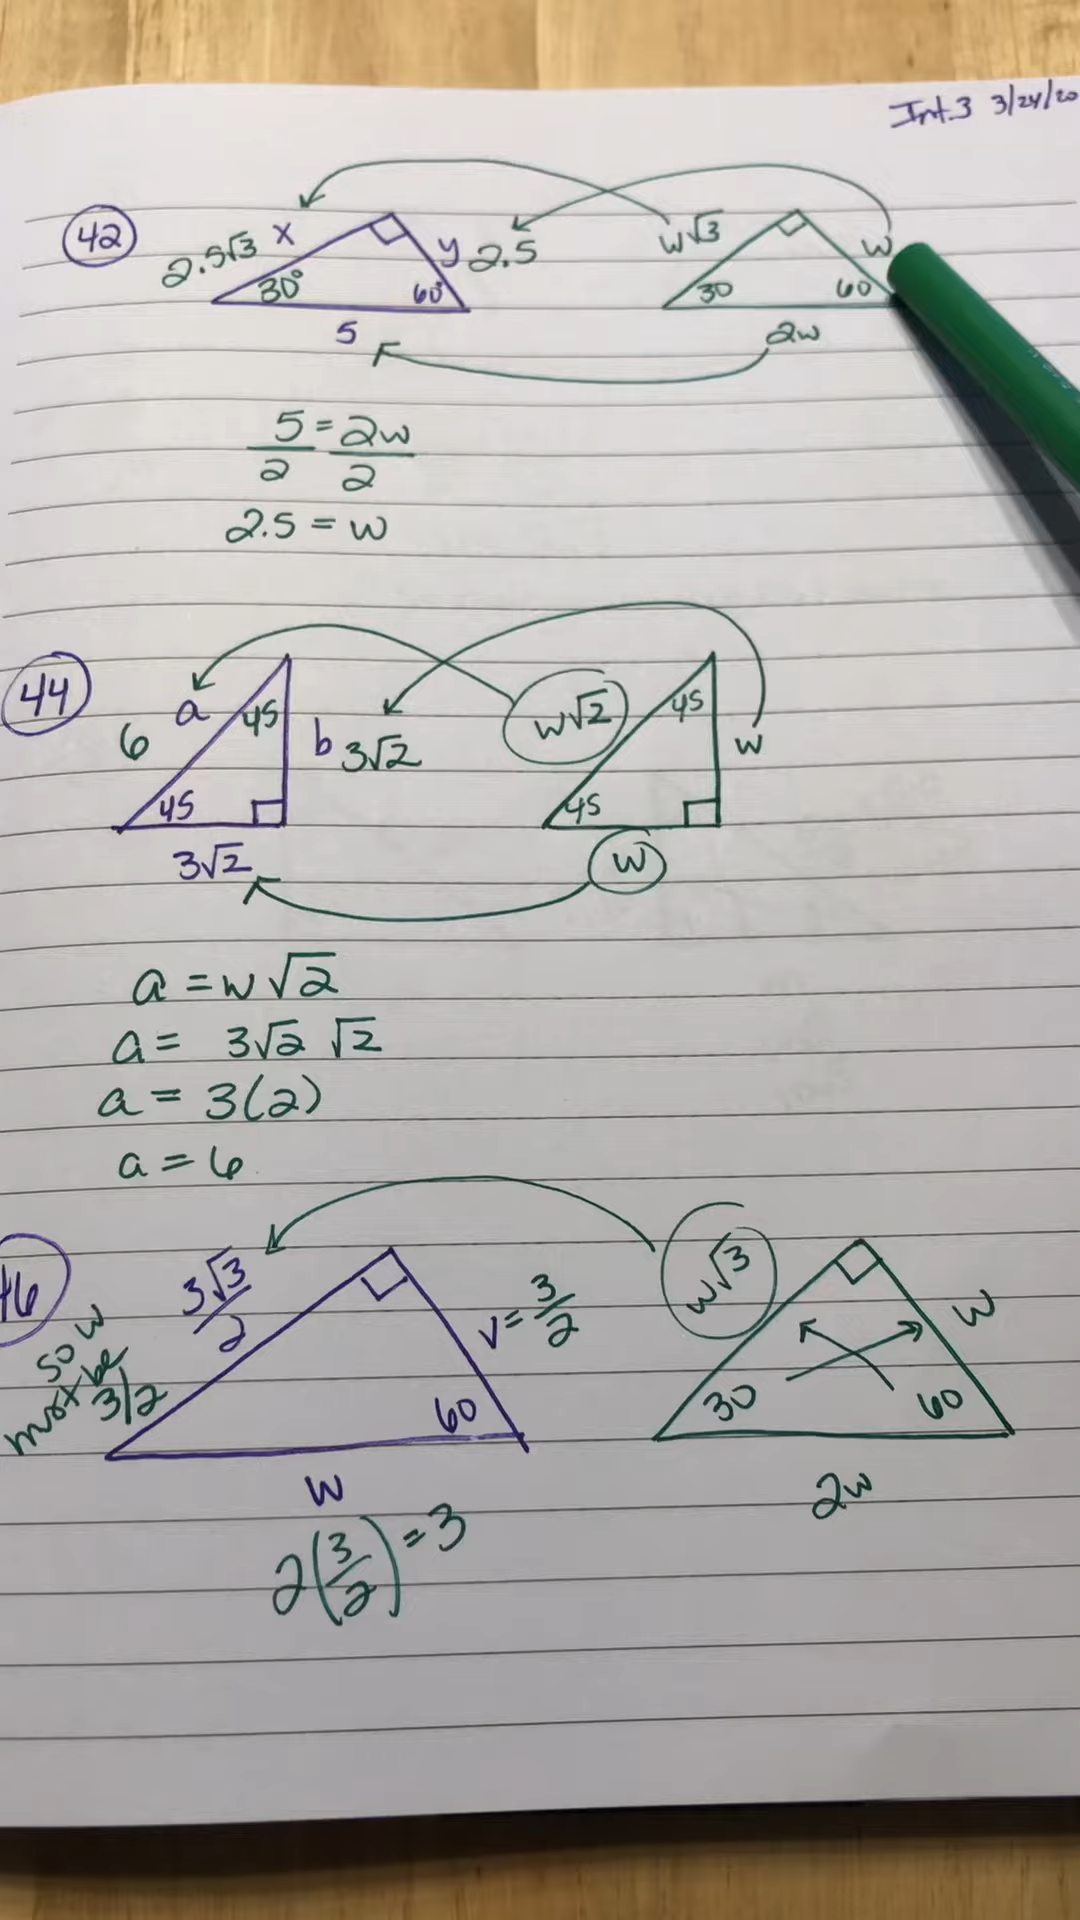 Int.3 3/24/20
42
2.5√3 x y 2.5
30° 60°
5
w√3 w
30 60
2w
5 = 2w
2 2
2.5 = w
44
6 a 45 b 3√2
45
3√2
w√2 45 w
45
w
a = w√2
a = 3√2 √2
a = 3(2)
a = 6
46
so w
must be
3/2
3√3/2
v = 3/2
60
w
2(3/2) = 3
w√3 w
30 60
2w